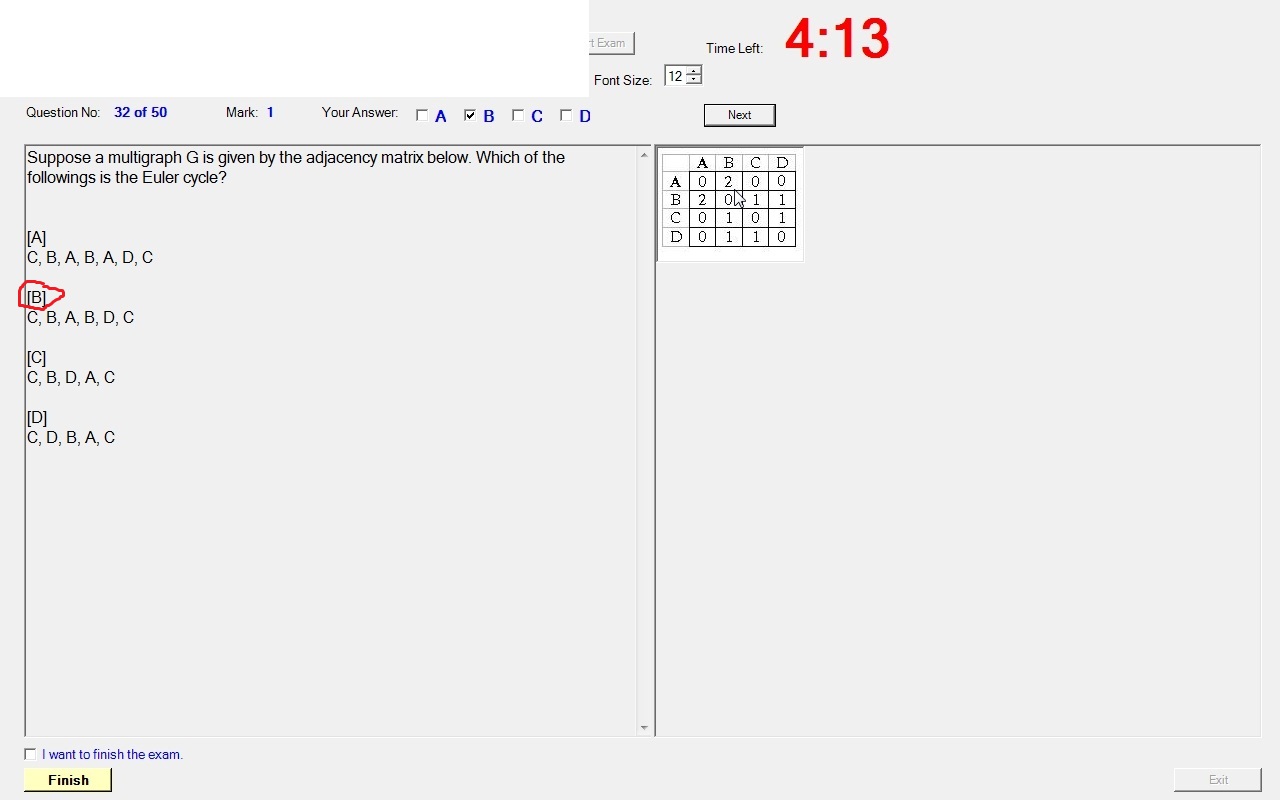 t Exam
Time Left: 4:13
Font Size: 12
Question No: 32 of 50 Mark: 1 Your Answer: A B C D Next
Suppose a multigraph G is given by the adjacency matrix below. Which of the
followings is the Euler cycle?
[A]
C, B, A, B, A, D, C
[B]
C, B, A, B, D, C
[C]
C, B, D, A, C
[D]
C, D, B, A, C
A B C D
A 0 2 0 0
B 2 0 1 1
C 0 1 0 1
D 0 1 1 0
I want to finish the exam.
Finish
Exit